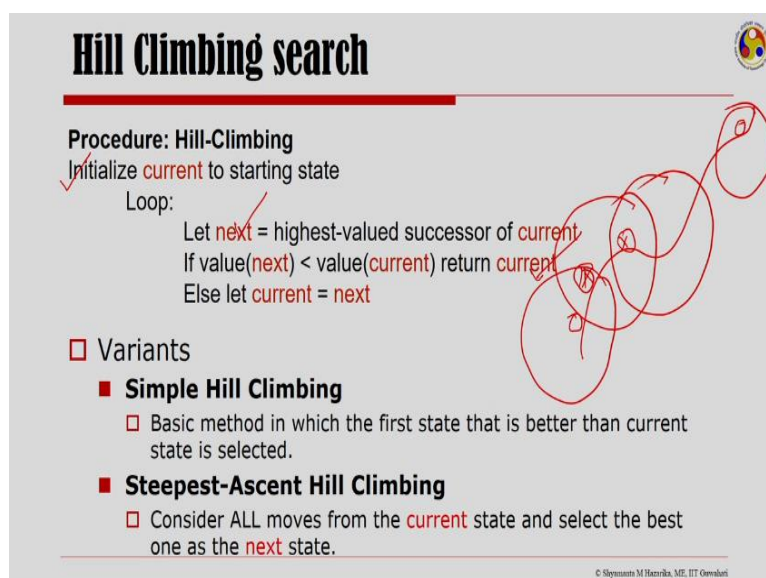 Hill Climbing search
Procedure: Hill-Climbing
Initialize current to starting state
Loop:
Let next = highest-valued successor of current
If value(next) < value(current) return current
Else let current = next
Variants
Simple Hill Climbing
Basic method in which the first state that is better than current
state is selected.
Steepest-Ascent Hill Climbing
Consider ALL moves from the current state and select the best
one as the next state.
© Shyamanta M Hazarika, ME, IIT Guwahati